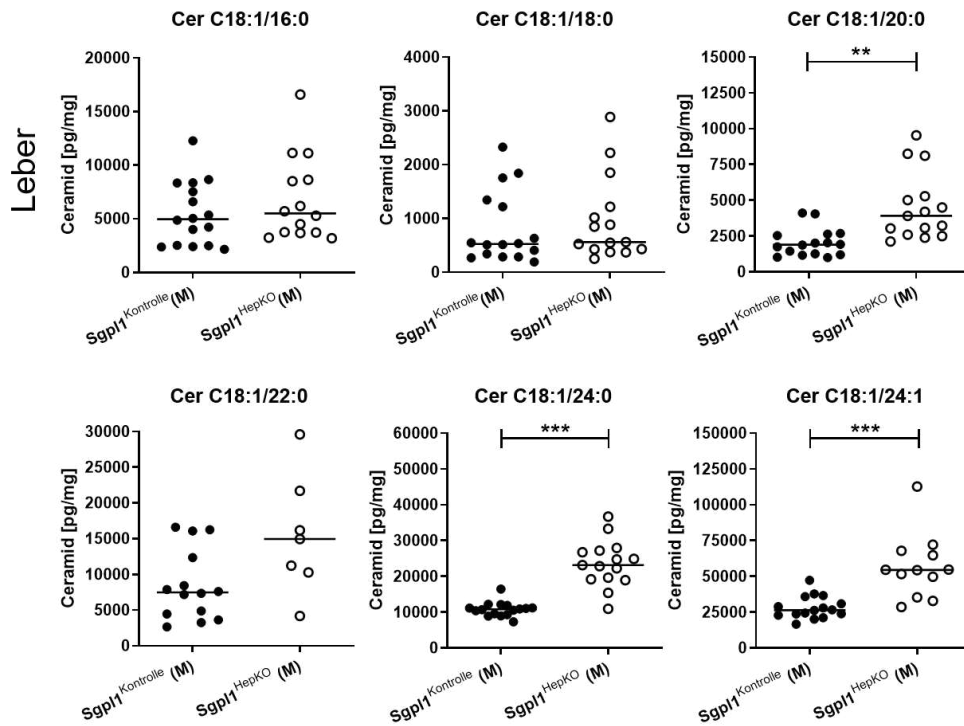 Leber
Cer C18:1/16:0
Ceramid [pg/mg]
20000
15000
10000
5000
0
Sgpl1Kontrolle (M)
Sgpl1HepKO (M)
Cer C18:1/18:0
Ceramid [pg/mg]
4000
3000
2000
1000
0
Sgpl1Kontrolle (M)
Sgpl1HepKO (M)
Cer C18:1/20:0
Ceramid [pg/mg]
15000
12500
10000
7500
5000
2500
0
**
Sgpl1Kontrolle (M)
Sgpl1HepKO (M)
Cer C18:1/22:0
Ceramid [pg/mg]
30000
25000
20000
15000
10000
5000
0
Sgpl1Kontrolle (M)
Sgpl1HepKO (M)
Cer C18:1/24:0
Ceramid [pg/mg]
60000
50000
40000
30000
20000
10000
0
***
Sgpl1Kontrolle (M)
Sgpl1HepKO (M)
Cer C18:1/24:1
Ceramid [pg/mg]
150000
125000
100000
75000
50000
25000
0
***
Sgpl1Kontrolle (M)
Sgpl1HepKO (M)